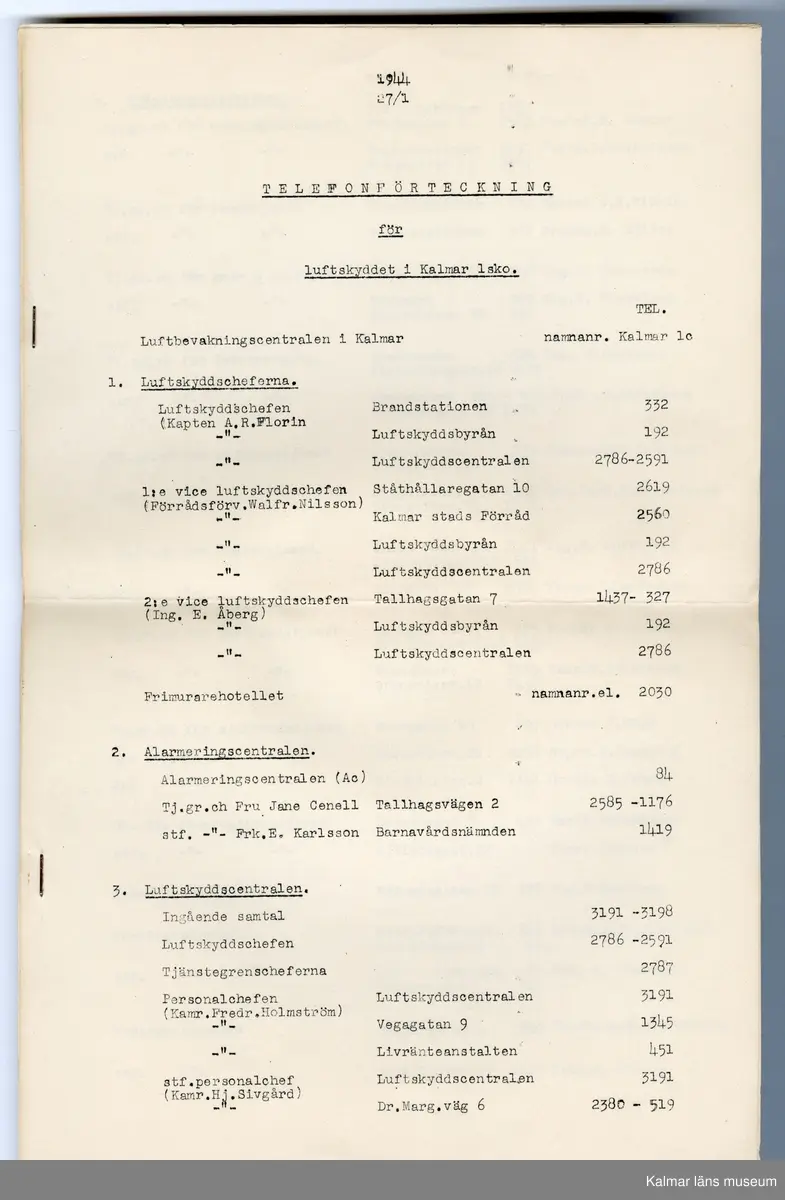 1944
27/1
TELEFONFÖRTECKNING
för
luftskyddet i Kalmar lsko.
TEL.
Luftbevakningscentralen i Kalmar namnanr. Kalmar lc
1. Luftskyddscheferna.
Luftskyddschefen Brandstationen 332
(Kapten A.R.Florin
-"- Luftskyddsbyrån 192
-"- Luftskyddscentralen 2786-2591
1:e vice luftskyddschefen Ståthållaregatan 10 2619
(Förrådsförv.Walfr.Nilsson)
-"- Kalmar stads Förråd 2560
-"- Luftskyddsbyrån 192
-"- Luftskyddscentralen 2786
2:e vice luftskyddschefen Tallhagsgatan 7 1437- 327
(Ing. E. Åberg)
-"- Luftskyddsbyrån 192
-"- Luftskyddscentralen 2786
Frimurarehotellet namnanr.el. 2030
2. Alarmeringscentralen.
Alarmeringscentralen (Ac) 84
Tj.gr.ch Fru Jane Cenell Tallhagsvägen 2 2585 -1176
stf. -"- Frk.E. Karlsson Barnavårdsnämnden 1419
3. Luftskyddscentralen.
Ingående samtal 3191 -3198
Luftskyddschefen 2786 -2591
Tjänstegrenscheferna 2787
Personalchefen Luftskyddscentralen 3191
(Kamr.Fredr.Holmström)
-"- Vegagatan 9 1345
-"- Livränteanstalten 451
stf.personalchef Luftskyddscentralen 3191
(Kamr.Hj.Sivgård)
-"- Dr.Marg.väg 6 2380 - 519
Kalmar läns museum